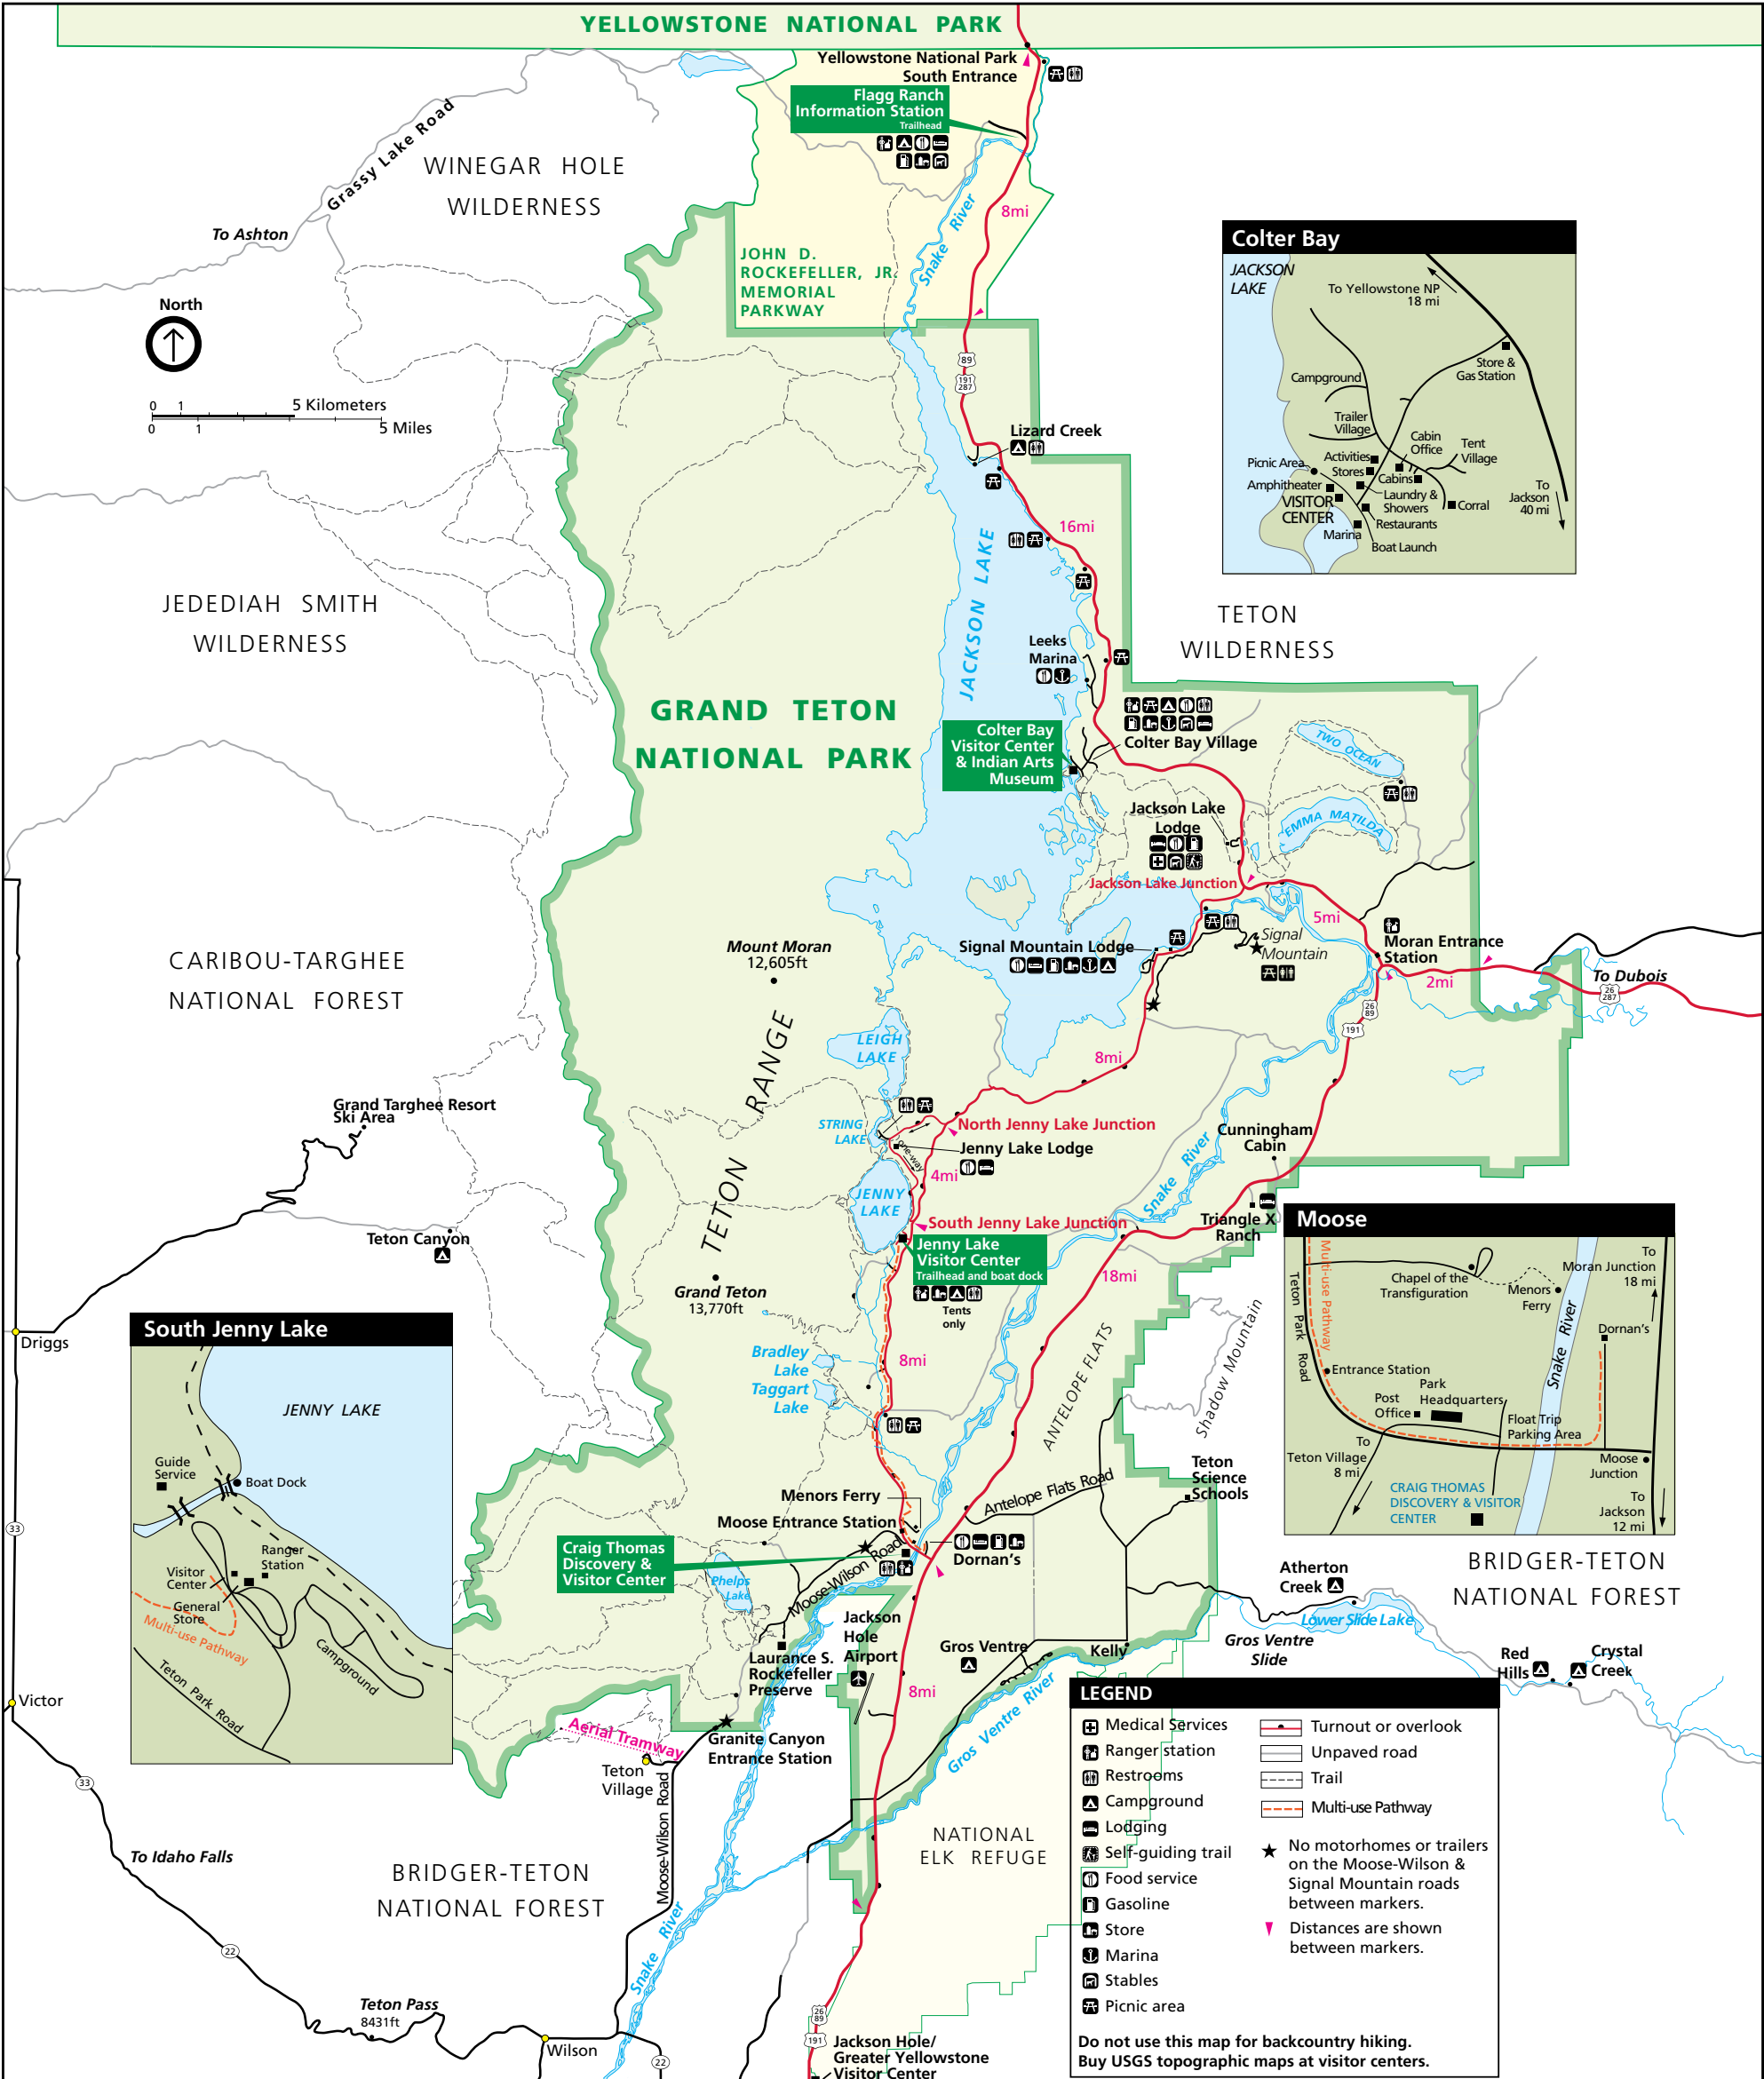 YELLOWSTONE NATIONAL PARK
Yellowstone National Park
South Entrance
Flagg Ranch
Information Station
Trailhead
Grassy Lake Road
WINEGAR HOLE
WILDERNESS
To Ashton
Snake River
8mi
JOHN D.
ROCKEFELLER, JR.
MEMORIAL
PARKWAY
North
0 1 5 Kilometers
0 1 5 Miles
89
191
287
Lizard Creek
16mi
JACKSON LAKE
Colter Bay
JACKSON
LAKE
To Yellowstone NP
18 mi
Store &
Gas Station
Campground
Trailer
Village
Cabin
Office
Tent
Village
Picnic Area
Activities
Stores
Cabins
Amphitheater
Laundry &
Showers
Corral
To
Jackson
40 mi
VISITOR
CENTER
Restaurants
Marina
Boat Launch
JEDEDIAH SMITH
WILDERNESS
TETON
WILDERNESS
Leeks
Marina
GRAND TETON
NATIONAL PARK
Colter Bay
Visitor Center
& Indian Arts
Museum
Colter Bay Village
TWO OCEAN
EMMA MATILDA
Jackson Lake
Lodge
Jackson Lake Junction
5mi
Signal Mountain Lodge
Signal
Mountain
Moran Entrance
Station
2mi
To Dubois
26
287
26
89
191
CARIBOU-TARGHEE
NATIONAL FOREST
Mount Moran
12,605ft
TETON RANGE
LEIGH
LAKE
8mi
Grand Targhee Resort
Ski Area
STRING
LAKE
North Jenny Lake Junction
Jenny Lake Lodge
one-way
4mi
Cunningham
Cabin
Snake River
JENNY
LAKE
South Jenny Lake Junction
Triangle X
Ranch
Jenny Lake
Visitor Center
Trailhead and boat dock
Tents
only
18mi
Teton Canyon
Grand Teton
13,770ft
Driggs
Bradley
Lake
Taggart
Lake
8mi
ANTELOPE FLATS
Shadow Mountain
Moose
Multi-use Pathway
Teton Park Road
Chapel of the
Transfiguration
Menors
Ferry
Snake River
To
Moran Junction
18 mi
Dornan's
Entrance Station
Park
Headquarters
Post
Office
Float Trip
Parking Area
To
Teton Village
8 mi
Moose
Junction
CRAIG THOMAS
DISCOVERY & VISITOR
CENTER
To
Jackson
12 mi
South Jenny Lake
JENNY LAKE
Guide
Service
Boat Dock
Ranger
Station
Visitor
Center
General
Store
Multi-use Pathway
Campground
Teton Park Road
33
Victor
Menors Ferry
Moose Entrance Station
Antelope Flats Road
Teton
Science
Schools
Craig Thomas
Discovery &
Visitor Center
Dornan's
Phelps
Lake
Moose-Wilson Road
BRIDGER-TETON
NATIONAL FOREST
Atherton
Creek
Lower Slide Lake
Gros Ventre
Slide
Red
Hills
Crystal
Creek
Jackson
Hole
Airport
Laurance S.
Rockefeller
Preserve
Gros Ventre
Kelly
8mi
Gros Ventre River
Aerial Tramway
Granite Canyon
Entrance Station
Teton
Village
Moose-Wilson Road
33
To Idaho Falls
BRIDGER-TETON
NATIONAL FOREST
NATIONAL
ELK REFUGE
Snake River
22
Teton Pass
8431ft
Wilson
22
26
89
191
Jackson Hole/
Greater Yellowstone
Visitor Center
LEGEND
Medical Services
Ranger station
Restrooms
Campground
Lodging
Self-guiding trail
Food service
Gasoline
Store
Marina
Stables
Picnic area
Turnout or overlook
Unpaved road
Trail
Multi-use Pathway
No motorhomes or trailers
on the Moose-Wilson &
Signal Mountain roads
between markers.
Distances are shown
between markers.
Do not use this map for backcountry hiking.
Buy USGS topographic maps at visitor centers.